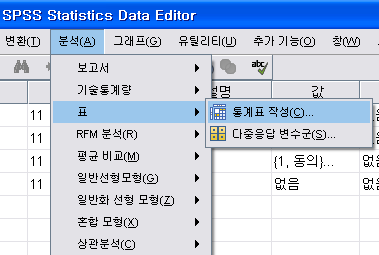 SPSS Statistics Data Editor
변환(T) 분석(A) 그래프(G) 유틸리티(U) 추가 기능(O) 창(W)
보고서
기술통계량
설명 값
표
통계표 작성(C)...
11
다중응답 변수군(S)...
11
RFM 분석(R)
11
평균 비교(M)
{1, 동의}...
없음
11
일반선형모형(G)
없음
없음
일반화 선형 모형(Z)
혼합 모형(X)
상관분석(C)